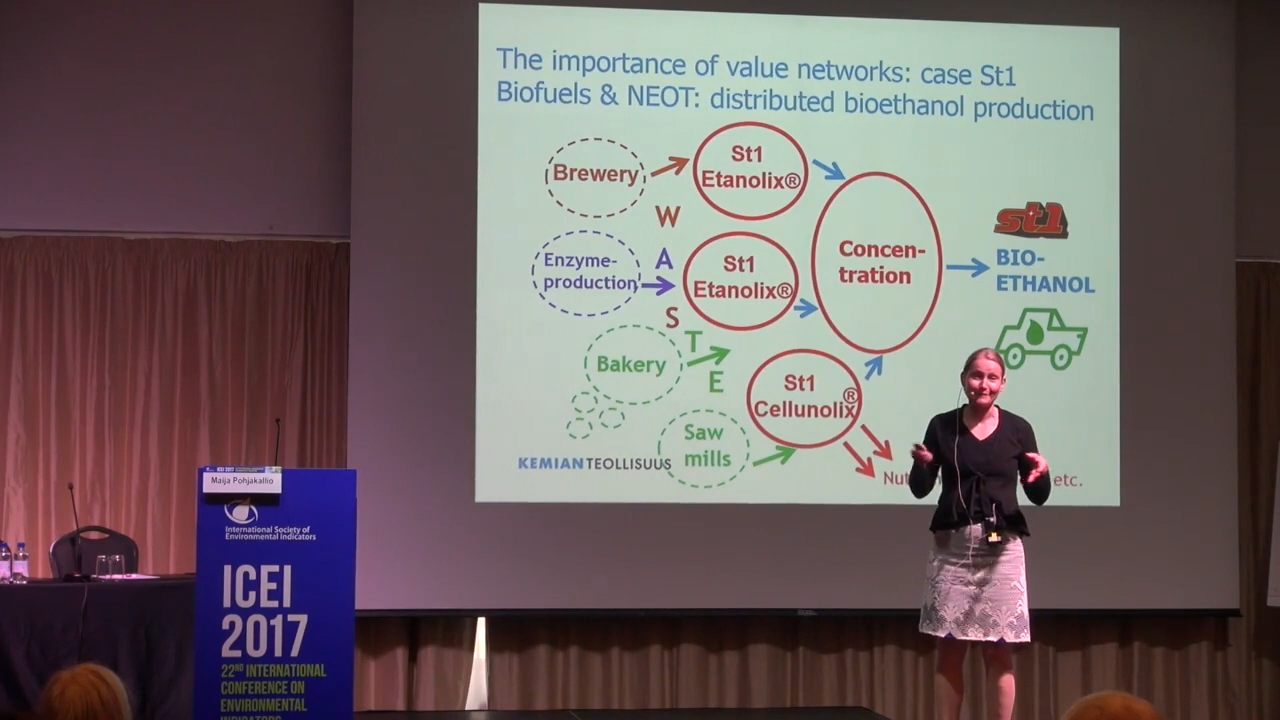 The importance of value networks: case St1
Biofuels & NEOT: distributed bioethanol production
Brewery
St1
Etanolix®
W
A
S
T
E
Enzyme-
production
St1
Etanolix®
Concen-
tration
st1
BIO-
ETHANOL
Bakery
St1
Cellunolix®
Saw
mills
KEMIANTEOLLISUUS
etc.
Maija Pohjakallio
International Society of
Environmental Indicators
ICEI
2017
22ND INTERNATIONAL
CONFERENCE ON
ENVIRONMENTAL
INDICATORS